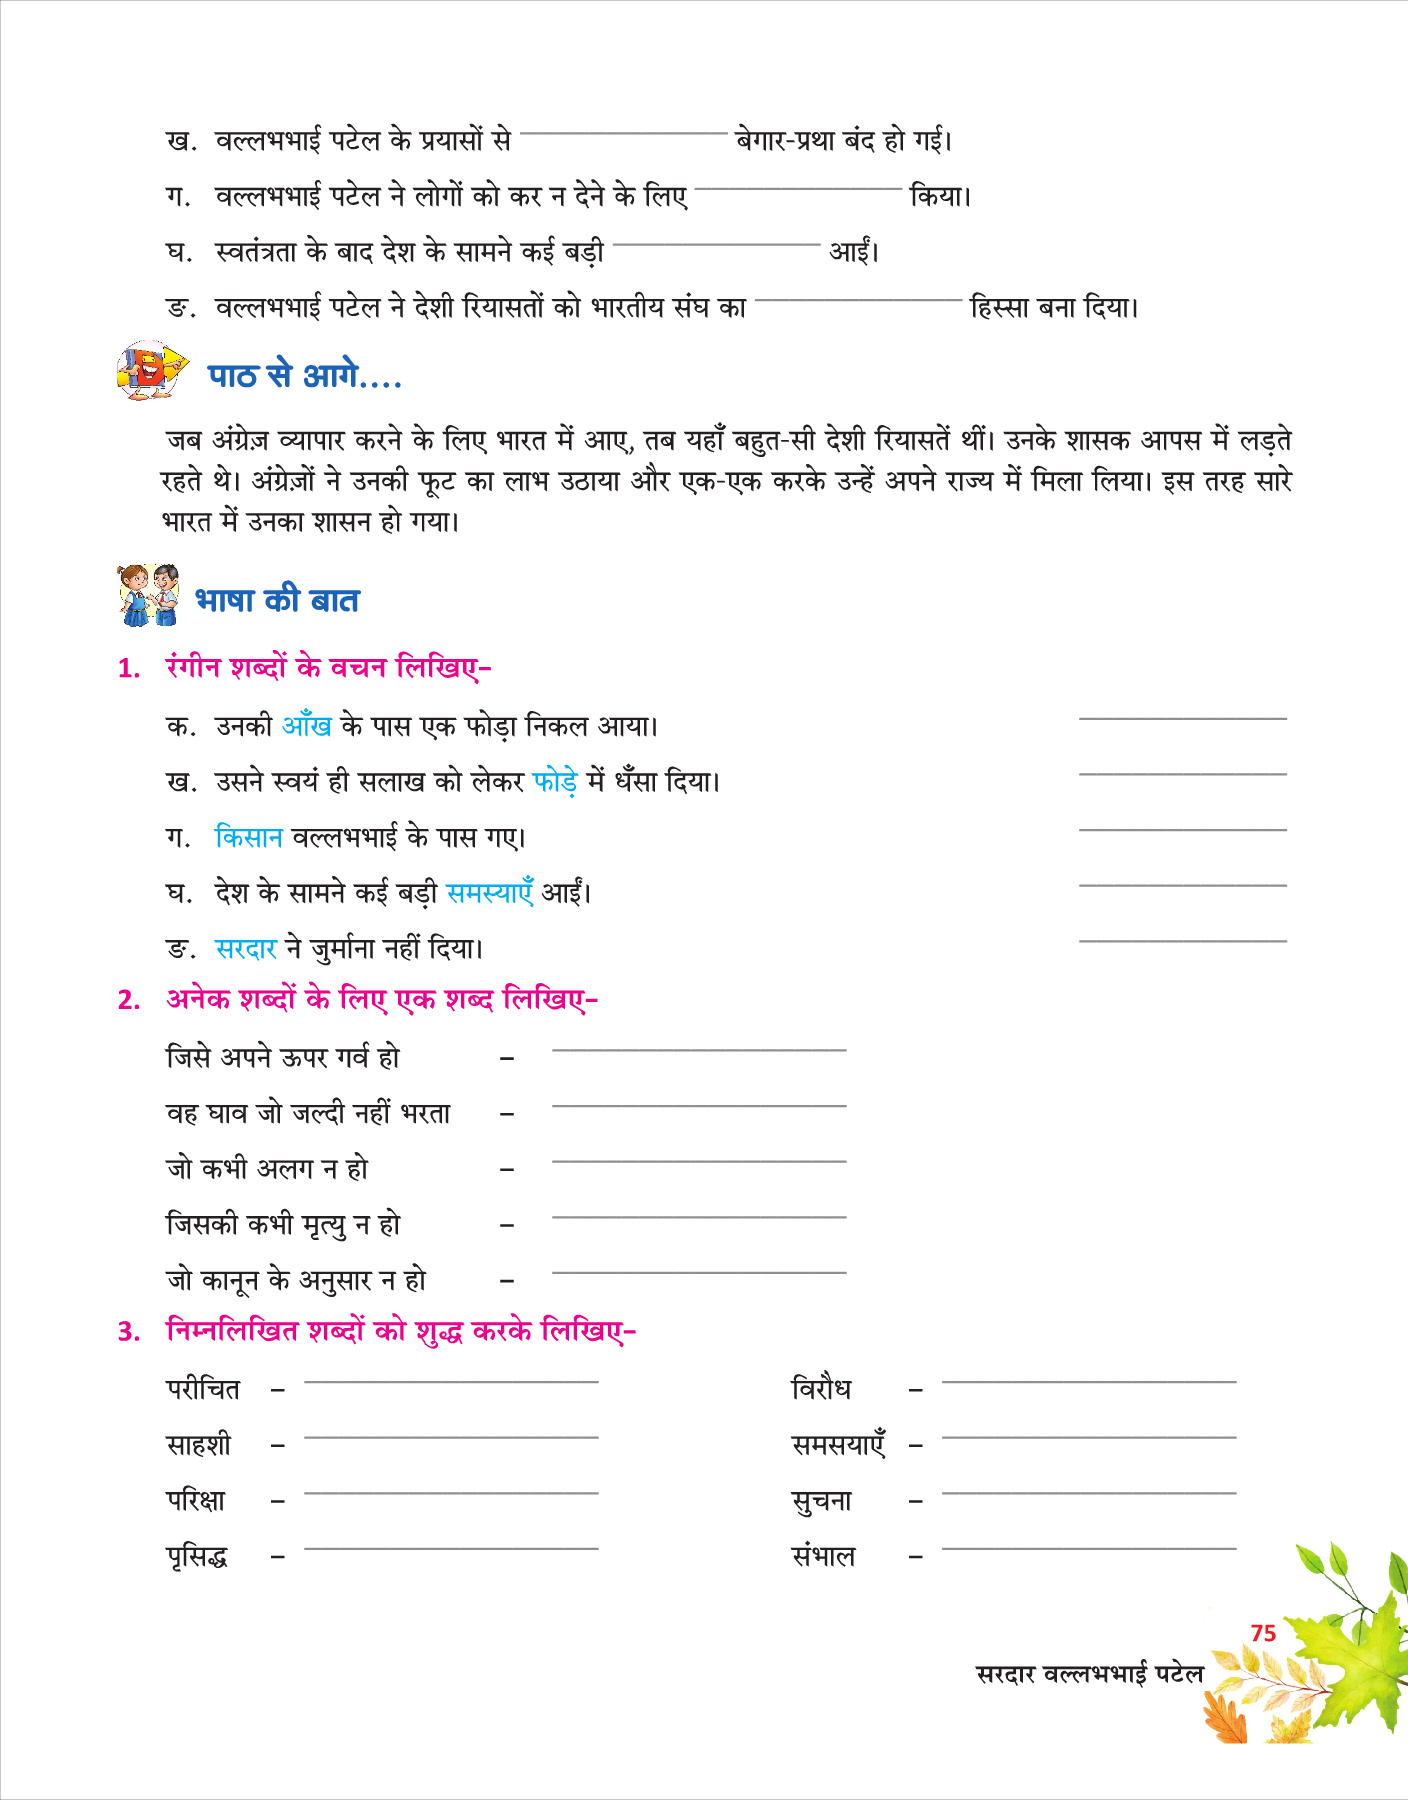 ख. वल्लभभाई पटेल के प्रयासों से ____________ बेगार-प्रथा बंद हो गई।
ग. वल्लभभाई पटेल ने लोगों को कर न देने के लिए ____________ किया।
घ. स्वतंत्रता के बाद देश के सामने कई बड़ी ____________ आईं।
ङ. वल्लभभाई पटेल ने देशी रियासतों को भारतीय संघ का ____________ हिस्सा बना दिया।
पाठ से आगे....
जब अंग्रेज़ व्यापार करने के लिए भारत में आए, तब यहाँ बहुत-सी देशी रियासतें थीं। उनके शासक आपस में लड़ते
रहते थे। अंग्रेज़ों ने उनकी फूट का लाभ उठाया और एक-एक करके उन्हें अपने राज्य में मिला लिया। इस तरह सारे
भारत में उनका शासन हो गया।
भाषा की बात
1. रंगीन शब्दों के वचन लिखिए–
क. उनकी आँख के पास एक फोड़ा निकल आया। ____________
ख. उसने स्वयं ही सलाख को लेकर फोड़े में धँसा दिया। ____________
ग. किसान वल्लभभाई के पास गए। ____________
घ. देश के सामने कई बड़ी समस्याएँ आईं। ____________
ङ. सरदार ने जुर्माना नहीं दिया। ____________
2. अनेक शब्दों के लिए एक शब्द लिखिए–
जिसे अपने ऊपर गर्व हो – ____________
वह घाव जो जल्दी नहीं भरता – ____________
जो कभी अलग न हो – ____________
जिसकी कभी मृत्यु न हो – ____________
जो कानून के अनुसार न हो – ____________
3. निम्नलिखित शब्दों को शुद्ध करके लिखिए–
परीचित – ____________ विरौध – ____________
साहशी – ____________ समसयाएँ – ____________
परिक्षा – ____________ सुचना – ____________
पृसिद्ध – ____________ संभाल – ____________
75
सरदार वल्लभभाई पटेल